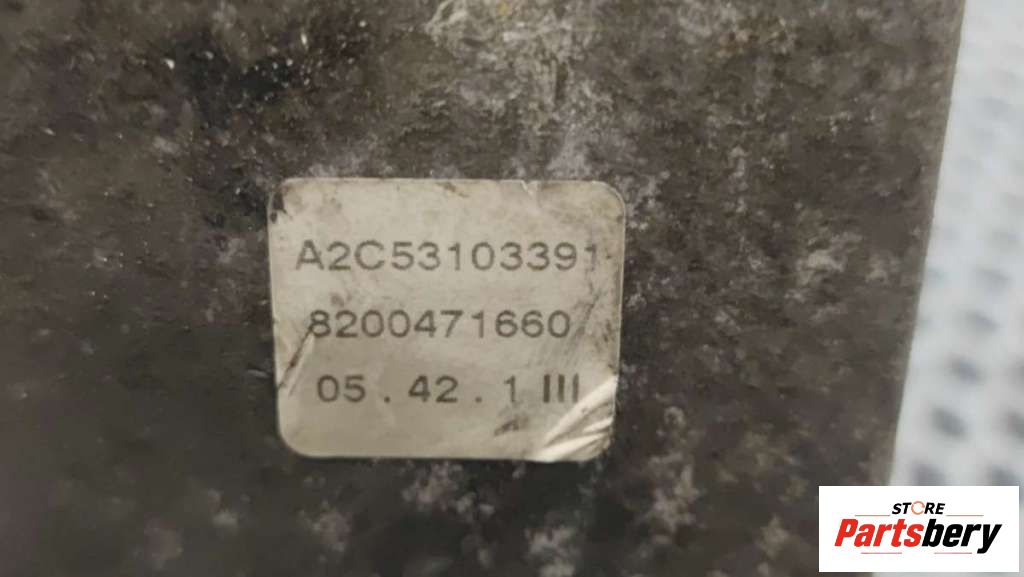 A2C53103391
8200471660
05 . 42 . 1 III
STORE
Partsbery